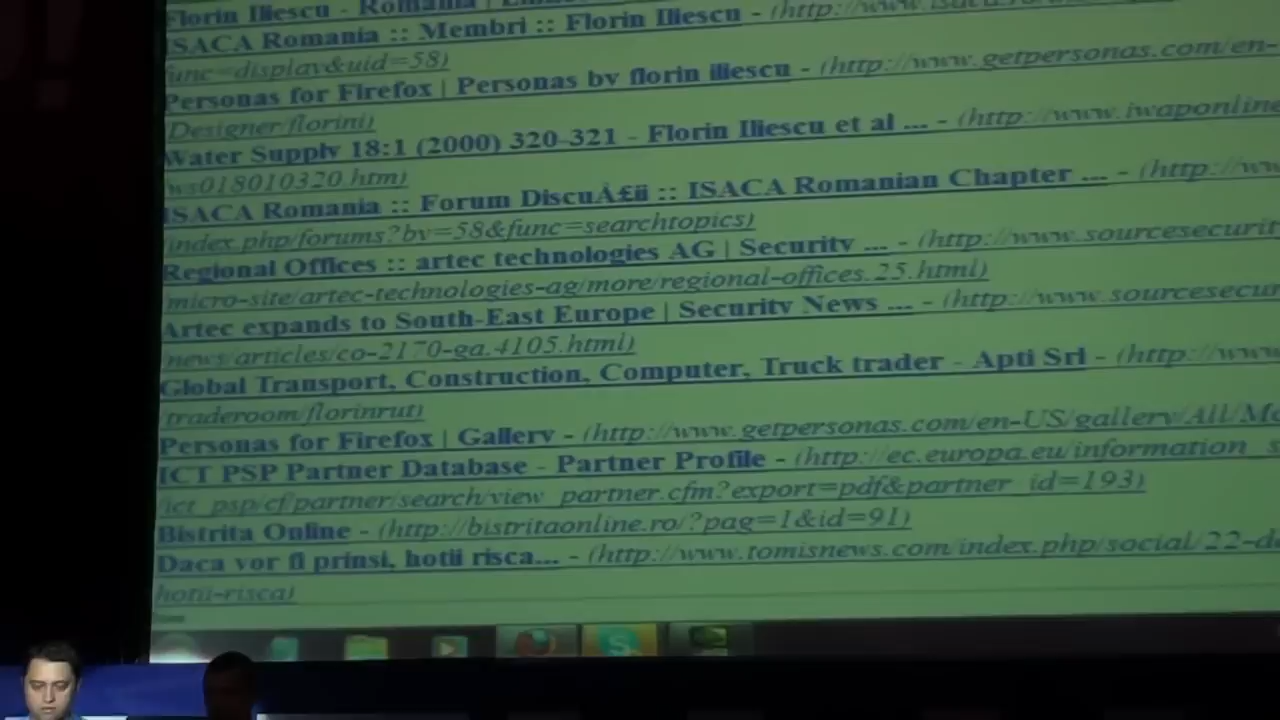 Florin Iliescu - Romania |
ISACA Romania :: Membri :: Florin Iliescu - (http://www.isaca
func=display&uid=58)
Personas for Firefox | Personas by florin iliescu - (http://www.getpersonas.com/en-
Designer/florini)
Water Supply 18:1 (2000) 320-321 - Florin Iliescu et al ... - (http://www.iwaponline
ws018010320.htm)
ISACA Romania :: Forum DiscuÅ£ii :: ISACA Romanian Chapter ... - (http://ww
index.php/forums?by=58&func=searchtopics)
Regional Offices :: artec technologies AG | Security ... - (http://www.sourcesecurit
/micro-site/artec-technologies-ag/more/regional-offices.25.html)
Artec expands to South-East Europe | Security News ... - (http://www.sourcesecur
news/articles/co-2170-ga.4105.html)
Global Transport, Construction, Computer, Truck trader - Apti Srl - (http://www
/traderoom/florinrut)
Personas for Firefox | Gallery - (http://www.getpersonas.com/en-US/gallery/All/Mo
ICT PSP Partner Database - Partner Profile - (http://ec.europa.eu/information_s
ict_psp/cf/partner/search/view_partner.cfm?export=pdf&partner_id=193)
Bistrita Online - (http://bistritaonline.ro/?pag=1&id=91)
Daca vor fi prinsi, hotii risca... - (http://www.tomisnews.com/index.php/social/22-da
hotii-risca)